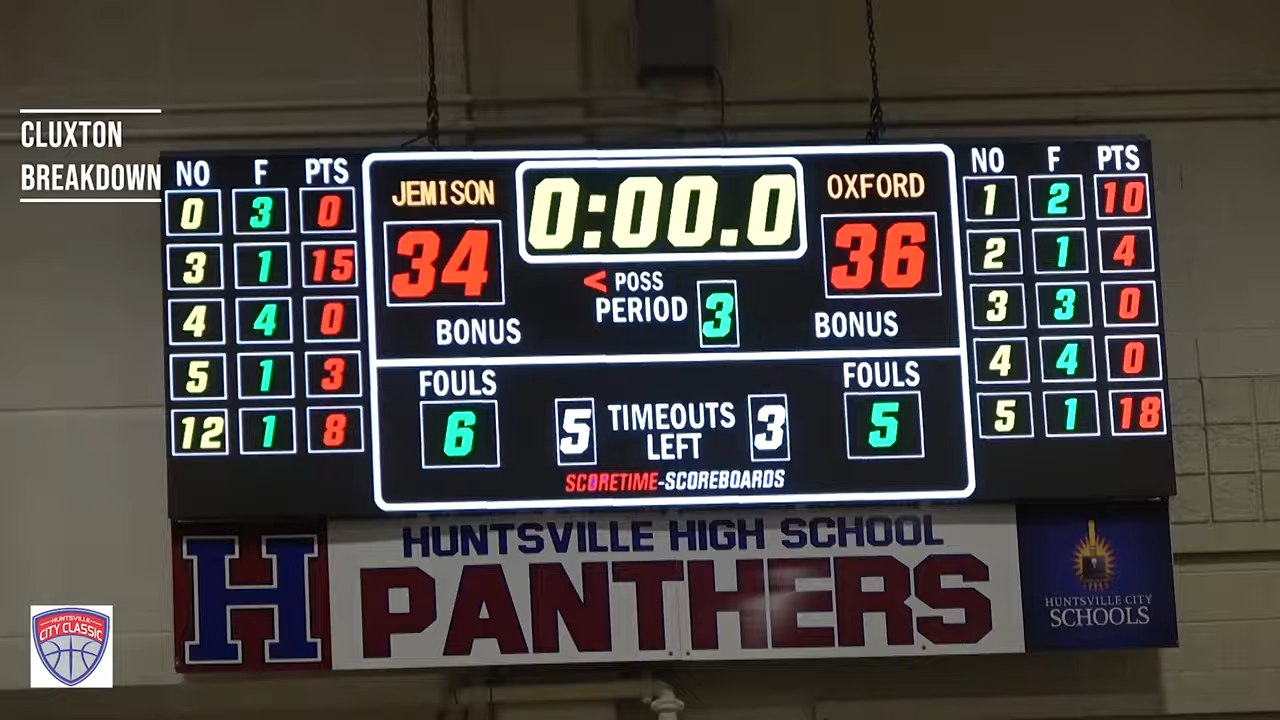 CLUXTON
BREAKDOWN
NO F PTS
0 3 0
3 1 15
4 4 0
5 1 3
12 1 8
JEMISON 0:00.0 OXFORD
34 36
< POSS
PERIOD 3
BONUS BONUS
FOULS FOULS
6 5 TIMEOUTS LEFT 3 5
SCORETIME-SCOREBOARDS
NO F PTS
1 2 10
2 1 4
3 3 0
4 4 0
5 1 18
H
HUNTSVILLE HIGH SCHOOL
PANTHERS
HUNTSVILLE CITY
SCHOOLS
HUNTSVILLE
CITY CLASSIC